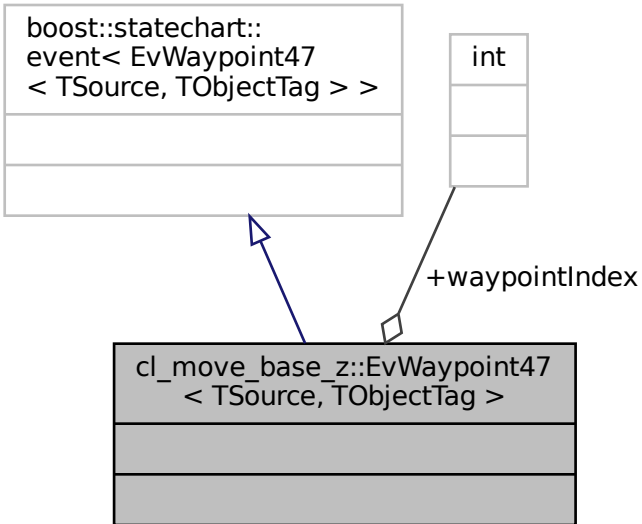 boost::statechart::
event< EvWaypoint47
< TSource, TObjectTag > >
int
+waypointIndex
cl_move_base_z::EvWaypoint47
< TSource, TObjectTag >